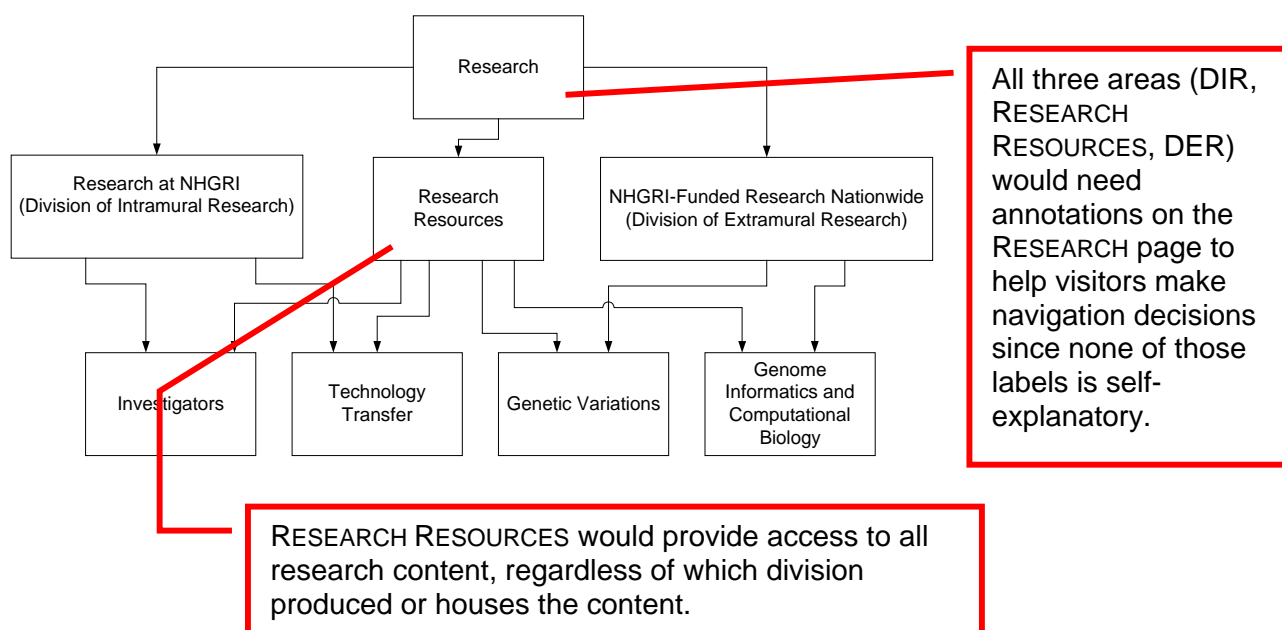 Research
All three areas (DIR,
RESEARCH
RESOURCES, DER)
would need
annotations on the
RESEARCH page to
help visitors make
navigation decisions
since none of those
labels is self-
explanatory.
Research at NHGRI
(Division of Intramural Research)
Research
Resources
NHGRI-Funded Research Nationwide
(Division of Extramural Research)
Investigators
Technology
Transfer
Genetic Variations
Genome
Informatics and
Computational
Biology
RESEARCH RESOURCES would provide access to all
research content, regardless of which division
produced or houses the content.